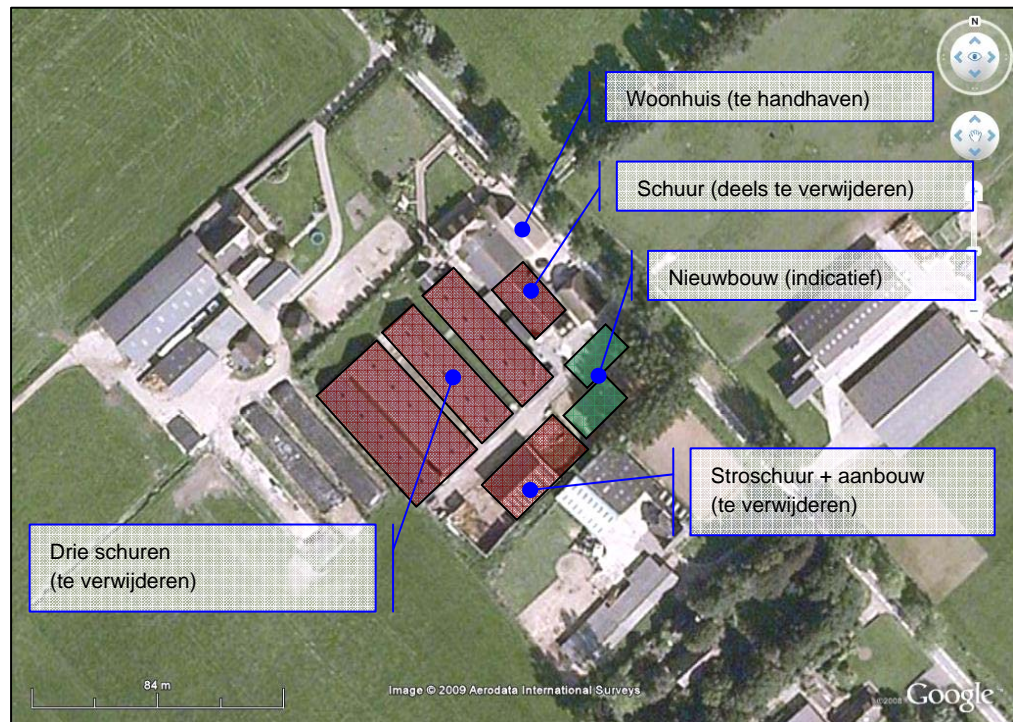 N
Woonhuis (te handhaven)
Schuur (deels te verwijderen)
Nieuwbouw (indicatief)
Stroschuur + aanbouw
(te verwijderen)
Drie schuren
(te verwijderen)
84 m
Image © 2009 Aerodata International Surveys
©2008 Google